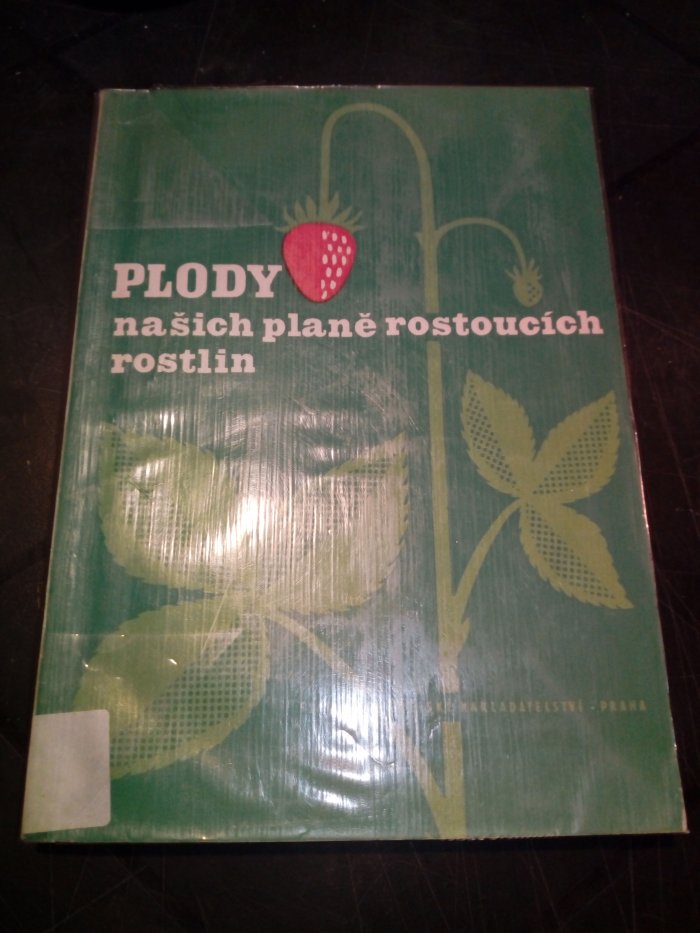 PLODY
našich planě rostoucích
rostlin
NAKLADATELSTVÍ - PRAHA